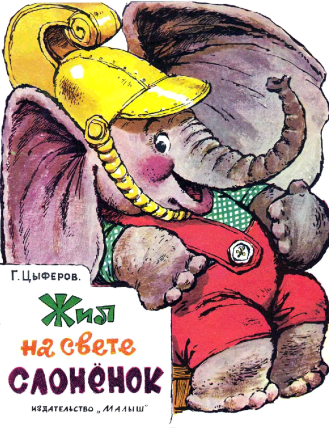 Г. ЦЫФЕРОВ.
Жил
на свете
слонёнок
ИЗДАТЕЛЬСТВО „МАЛЫШ"